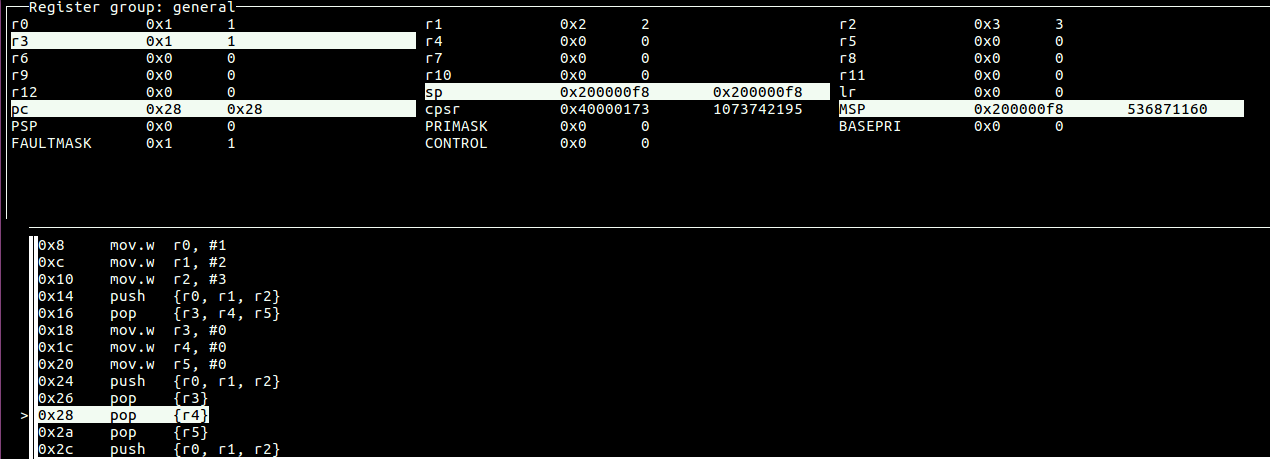 Register group: general
r0 0x1 1 r1 0x2 2 r2 0x3 3
r3 0x1 1 r4 0x0 0 r5 0x0 0
r6 0x0 0 r7 0x0 0 r8 0x0 0
r9 0x0 0 r10 0x0 0 r11 0x0 0
r12 0x0 0 sp 0x200000f8 0x200000f8 lr 0x0 0
pc 0x28 0x28 cpsr 0x40000173 1073742195 MSP 0x200000f8 536871160
PSP 0x0 0 PRIMASK 0x0 0 BASEPRI 0x0 0
FAULTMASK 0x1 1 CONTROL 0x0 0
0x8 mov.w r0, #1
0xc mov.w r1, #2
0x10 mov.w r2, #3
0x14 push {r0, r1, r2}
0x16 pop {r3, r4, r5}
0x18 mov.w r3, #0
0x1c mov.w r4, #0
0x20 mov.w r5, #0
0x24 push {r0, r1, r2}
0x26 pop {r3}
>0x28 pop {r4}
0x2a pop {r5}
0x2c push {r0, r1, r2}